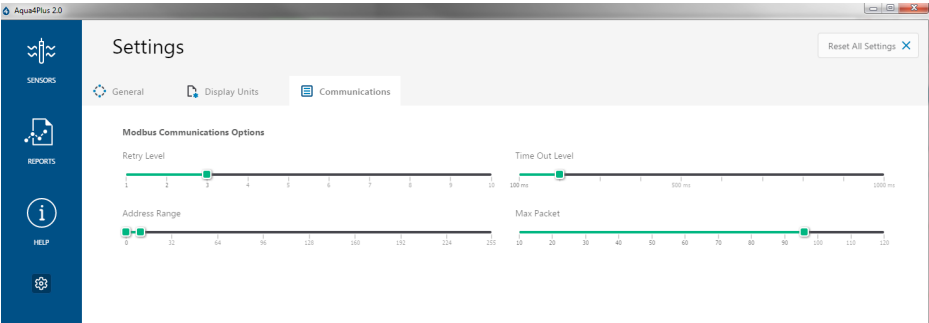 Aqua4Plus 2.0
SENSORS
REPORTS
HELP
Settings
Reset All Settings
General
Display Units
Communications
Modbus Communications Options
Retry Level
1 2 3 4 5 6 7 8 9 10
Time Out Level
100 ms 500 ms 1000 ms
Address Range
0 32 64 96 128 160 192 224 255
Max Packet
10 20 30 40 50 60 70 80 90 100 110 120